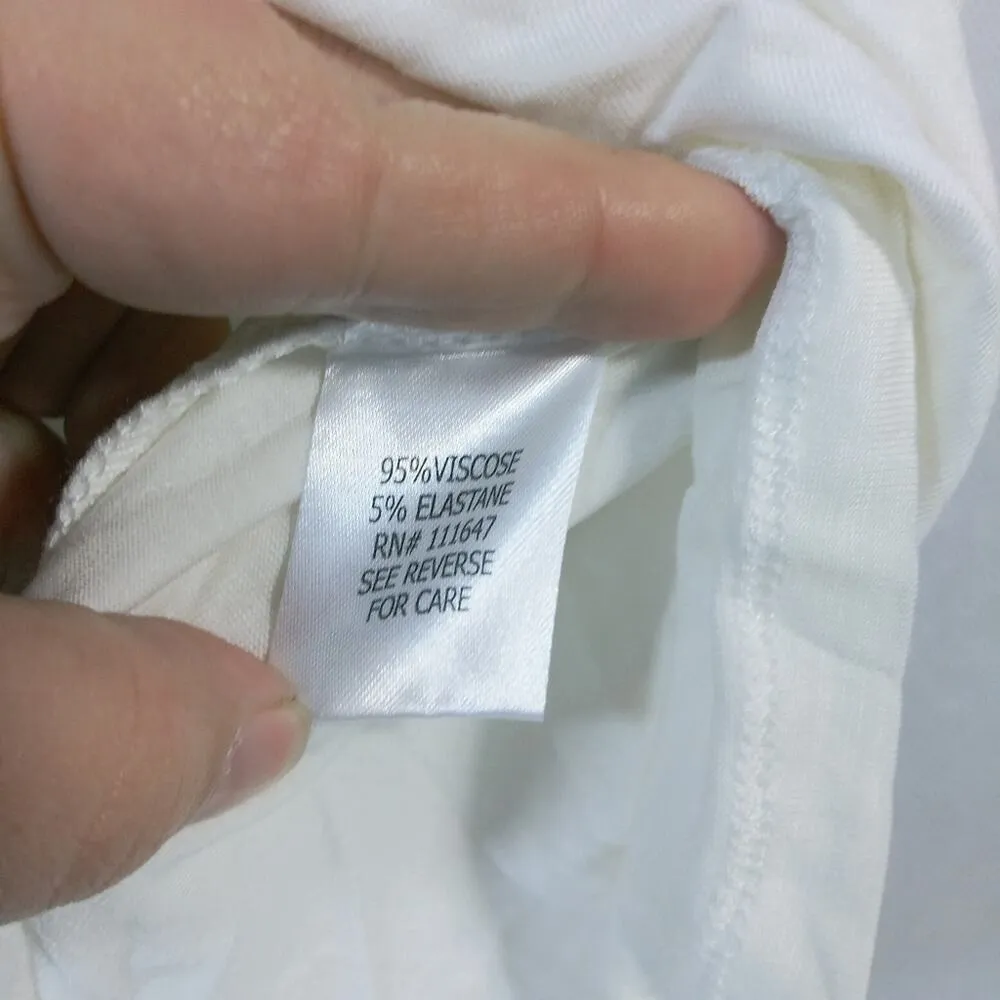 95%VISCOSE
5% ELASTANE
RN# 111647
SEE REVERSE
FOR CARE